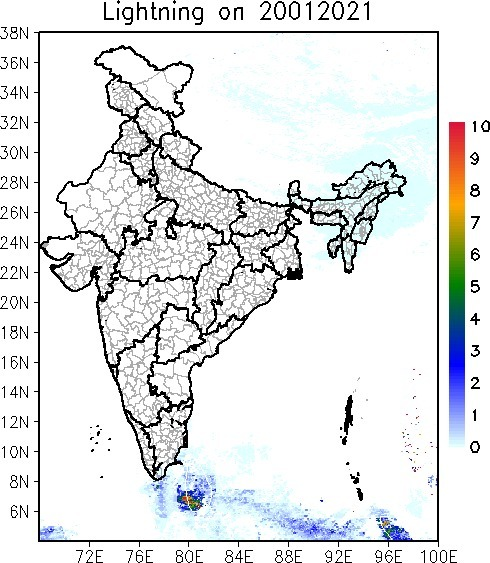 Lightning on 20012021
38N
36N
34N
32N
30N
28N
26N
24N
22N
20N
18N
16N
14N
12N
10N
8N
6N
72E 76E 80E 84E 88E 92E 96E 100E
10
9
8
7
6
5
4
3
2
1
0